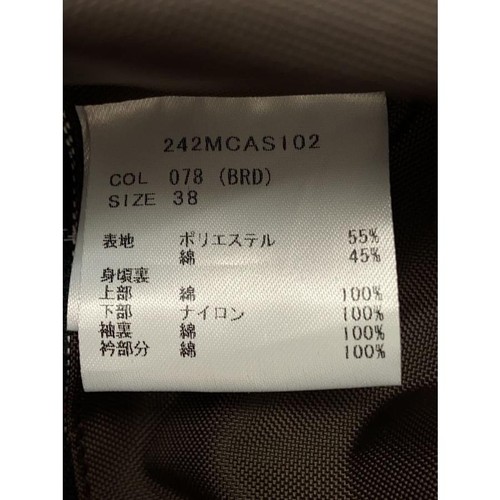 242MCASI02
COL 078 (BRD)
SIZE 38
表地 ポリエステル 55%
綿 45%
身頃裏
上部 綿 100%
下部 ナイロン 100%
袖裏 綿 100%
衿部分 綿 100%